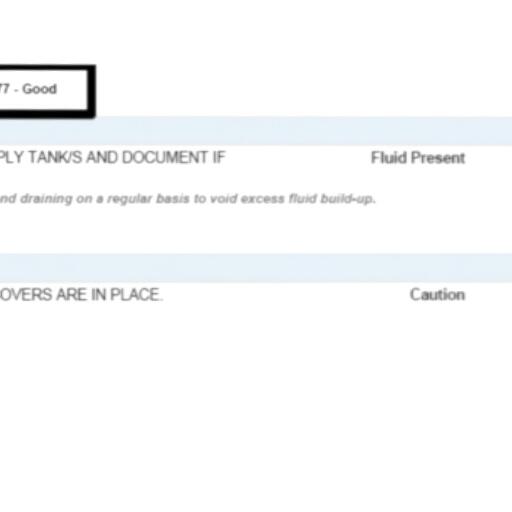 77 - Good
PLY TANK/S AND DOCUMENT IF Fluid Present
nd draining on a regular basis to void excess fluid build-up.
OVERS ARE IN PLACE. Caution